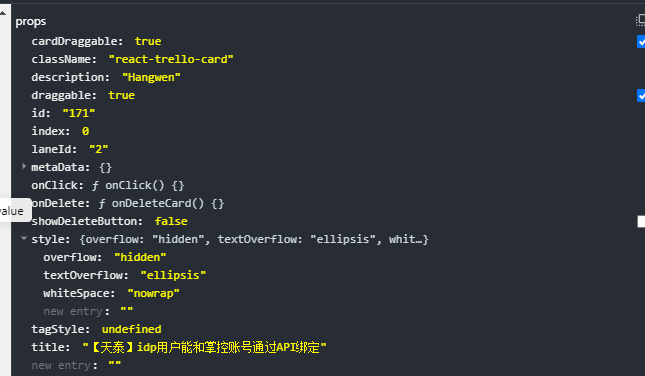 props
cardDraggable: true
className: "react-trello-card"
description: "Hangwen"
draggable: true
id: "171"
index: 0
laneId: "2"
metaData: {}
onClick: ƒ onClick() {}
onDelete: ƒ onDeleteCard() {}
value
showDeleteButton: false
style: {overflow: "hidden", textOverflow: "ellipsis", whit…}
overflow: "hidden"
textOverflow: "ellipsis"
whiteSpace: "nowrap"
new entry: ""
tagStyle: undefined
title: "【天泰】idp用户能和掌控账号通过API绑定"
new entry: ""